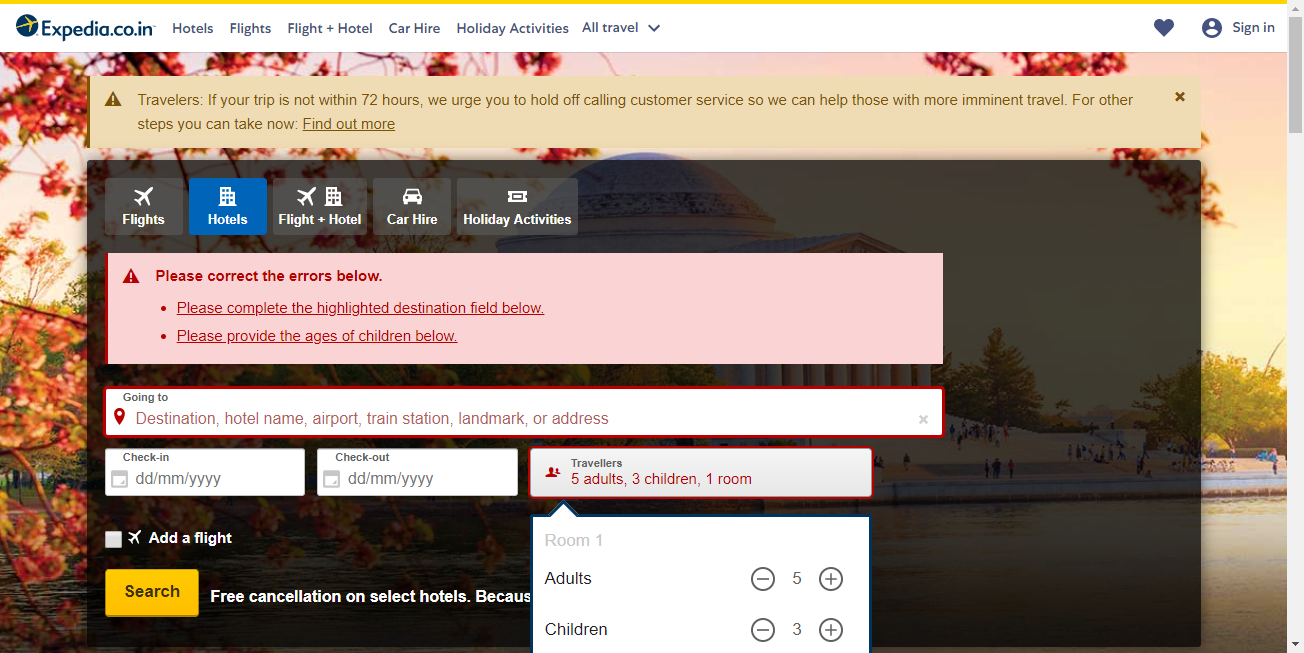 Expedia.co.in Hotels Flights Flight + Hotel Car Hire Holiday Activities All travel Sign in
Travelers: If your trip is not within 72 hours, we urge you to hold off calling customer service so we can help those with more imminent travel. For other
steps you can take now: Find out more
Flights Hotels Flight + Hotel Car Hire Holiday Activities
Please correct the errors below.
• Please complete the highlighted destination field below.
• Please provide the ages of children below.
Going to
Destination, hotel name, airport, train station, landmark, or address
Check-in Check-out Travellers
dd/mm/yyyy dd/mm/yyyy 5 adults, 3 children, 1 room
Add a flight
Room 1
Adults 5
Search
Free cancellation on select hotels. Becaus
Children 3